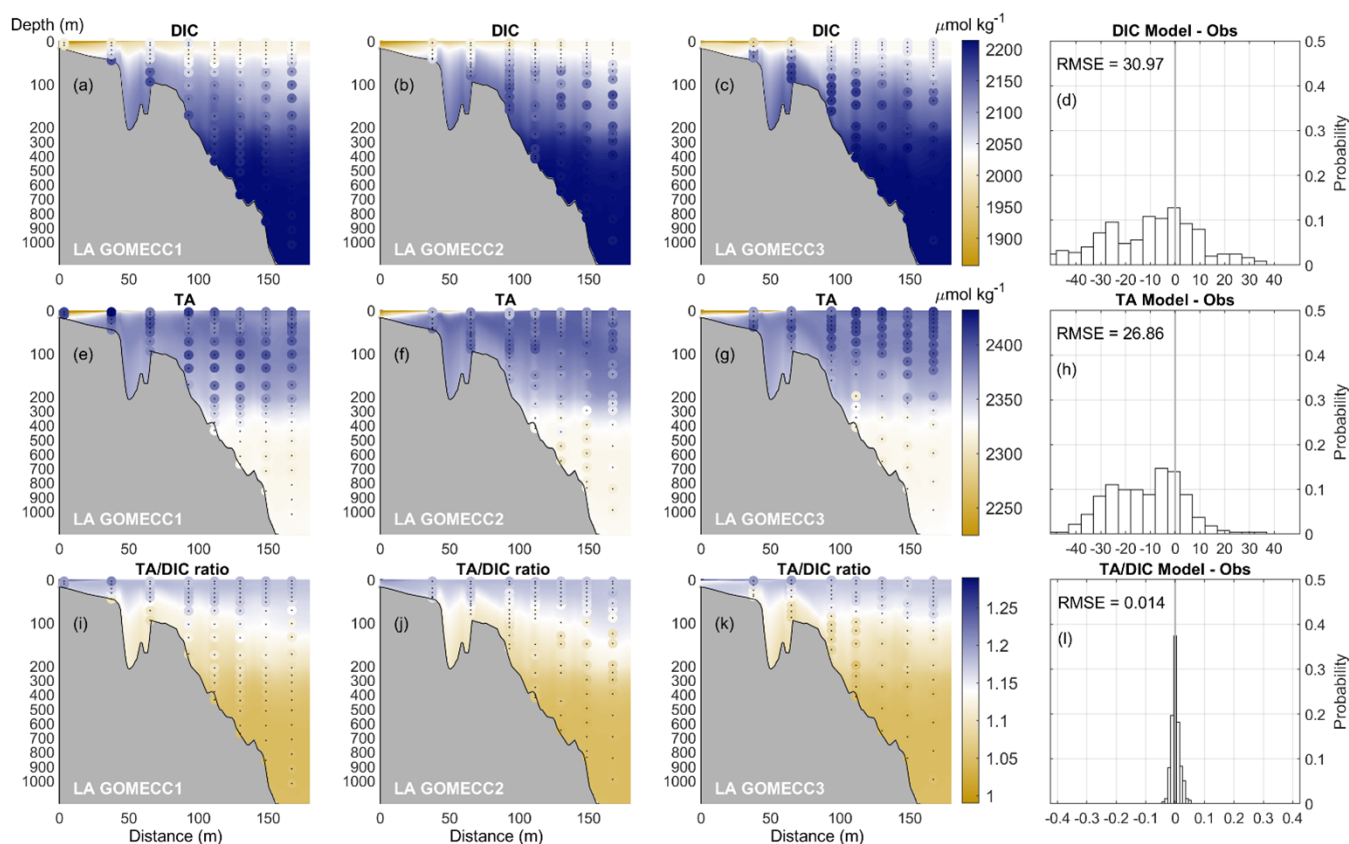 Depth (m) DIC DIC μmol kg-1 DIC DIC Model - Obs
0 0 0 2200 0.5
RMSE = 30.97
(a) (b) (c) (d)
100 100 100 2150 0.4
200 200 200 2100 0.3
300 300 300
400 400 400 2050
500 500 500 0.2
600 600 600 2000
700 700 700
800 800 800 1950 0.1
900 900 900
1000 1000 1000 1900
LA GOMECC1 LA GOMECC2 LA GOMECC3
0
Probability
0 50 100 150 0 50 100 150 0 50 100 150 -40 -30 -20 -10 0 10 20 30 40
TA TA TA μmol kg-1 TA Model - Obs
0 0 0 0.5
RMSE = 26.86
2400
(e) (f) (g) (h)
100 100 100 0.4
200 200 200 2350 0.3
300 300 300
400 400 400
500 500 500 0.2
600 600 600 2300
700 700 700
800 800 800 0.1
900 900 900
1000 1000 1000 2250
LA GOMECC1 LA GOMECC2 LA GOMECC3
0
Probability
0 50 100 150 0 50 100 150 0 50 100 150 -40 -30 -20 -10 0 10 20 30 40
TA/DIC ratio TA/DIC ratio TA/DIC ratio TA/DIC Model - Obs
0 0 0 0.5
RMSE = 0.014
1.25
(i) (j) (k) (l)
100 100 100 0.4
1.2
200 200 200 0.3
300 300 300 1.15
400 400 400
500 500 500 1.1 0.2
600 600 600
700 700 700
800 800 800 1.05 0.1
900 900 900
1000 1000 1000
LA GOMECC1 LA GOMECC2 LA GOMECC3 1
0
Probability
0 50 100 150 0 50 100 150 0 50 100 150 -0.4 -0.3 -0.2 -0.1 0 0.1 0.2 0.3 0.4
Distance (m) Distance (m) Distance (m)